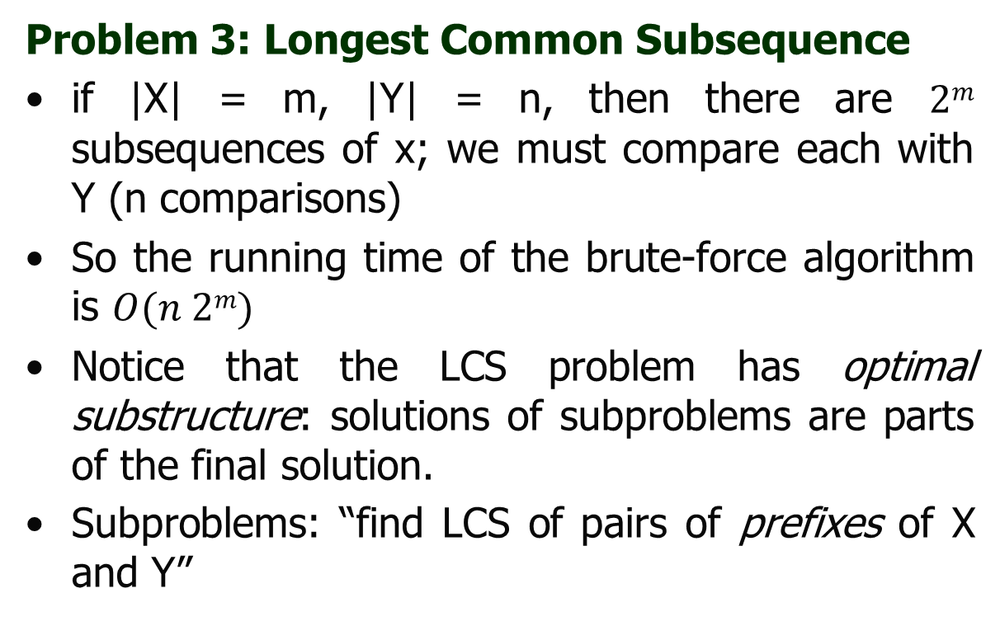 Problem 3: Longest Common Subsequence
• if |X| = m, |Y| = n, then there are 2^m
subsequences of x; we must compare each with
Y (n comparisons)
• So the running time of the brute-force algorithm
is O(n 2^m)
• Notice that the LCS problem has optimal
substructure: solutions of subproblems are parts
of the final solution.
• Subproblems: “find LCS of pairs of prefixes of X
and Y”